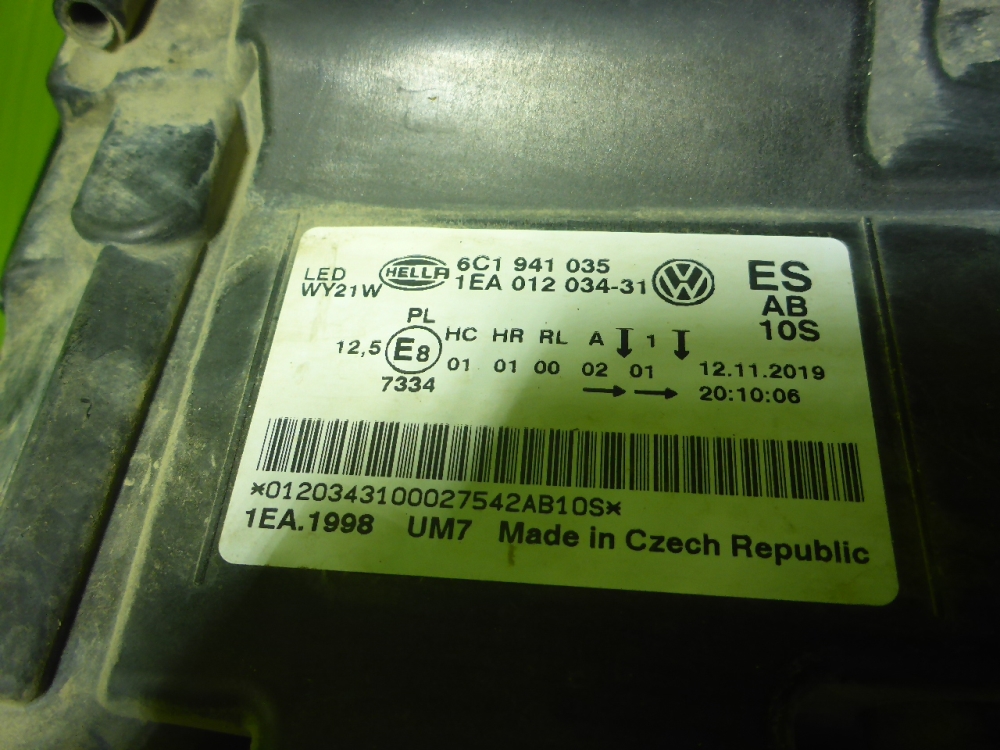 LED HELLA 6C1 941 035 VW ES
WY21W 1EA 012 034-31 AB
10S
PL
HC HR RL A 1
12,5 E8
01 01 00 02 01 12.11.2019
7334 20:10:06
*0120343100027542AB10S*
1EA.1998 UM7 Made in Czech Republic